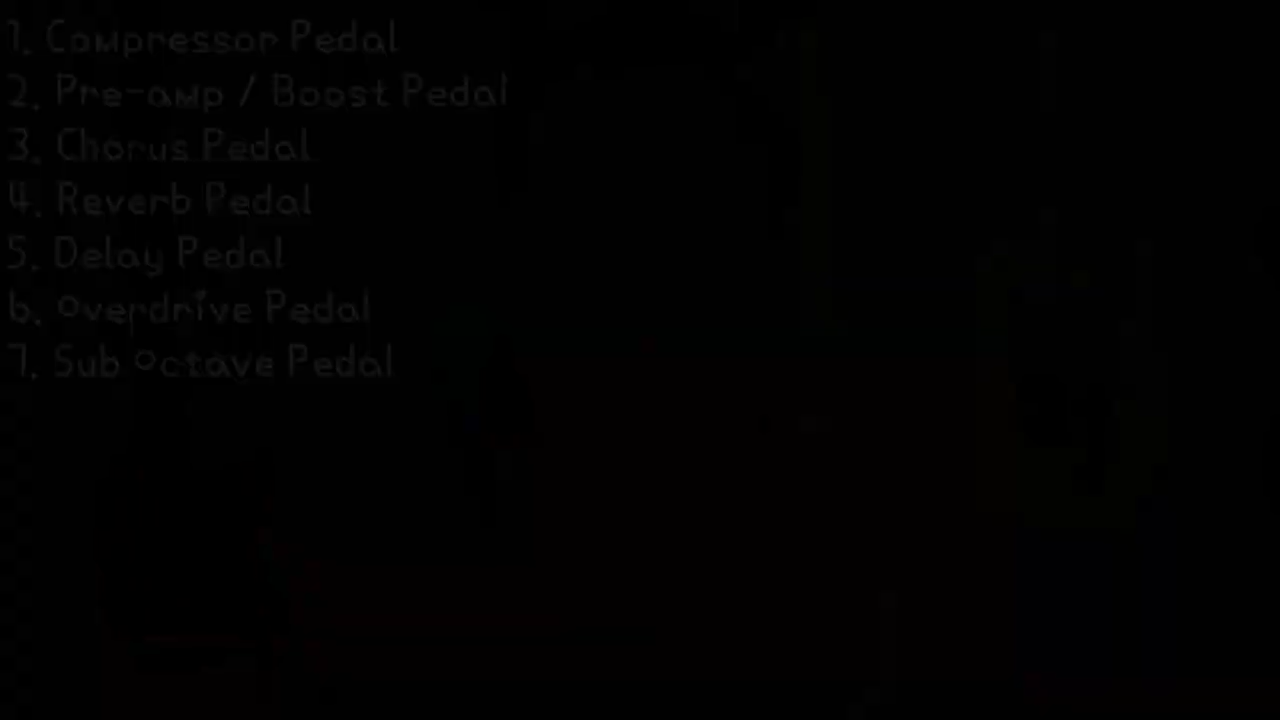 1. Compressor Pedal
2. Pre-amp / Boost Pedal
3. Chorus Pedal
4. Reverb Pedal
5. Delay Pedal
6. Overdrive Pedal
7. Sub Octave Pedal